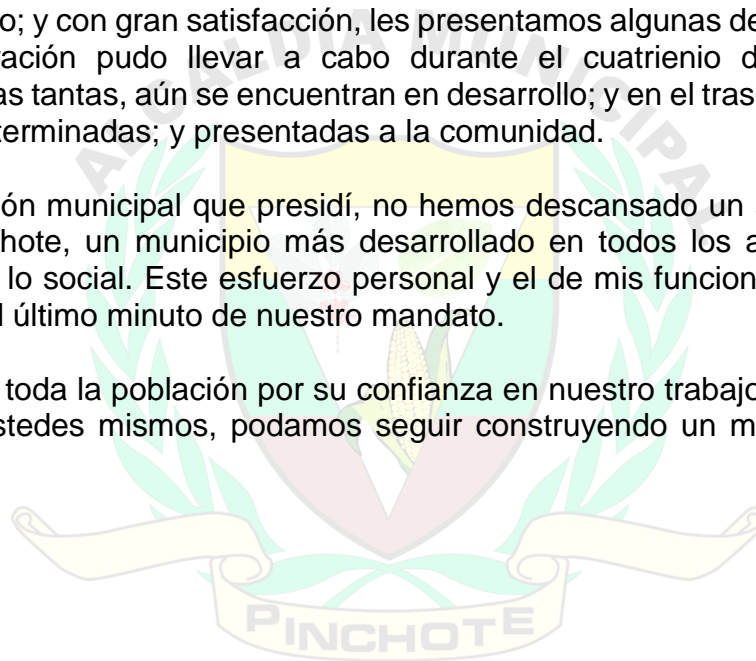 o; y con gran satisfacción, les presentamos algunas de
ración pudo llevar a cabo durante el cuatrienio d
as tantas, aún se encuentran en desarrollo; y en el tras
terminadas; y presentadas a la comunidad.
ón municipal que presidí, no hemos descansado un
hote, un municipio más desarrollado en todos los a
lo social. Este esfuerzo personal y el de mis funcion
l último minuto de nuestro mandato.
toda la población por su confianza en nuestro trabajo
stedes mismos, podamos seguir construyendo un m
ALCALDIA MUNICIPAL
PINCHOTE